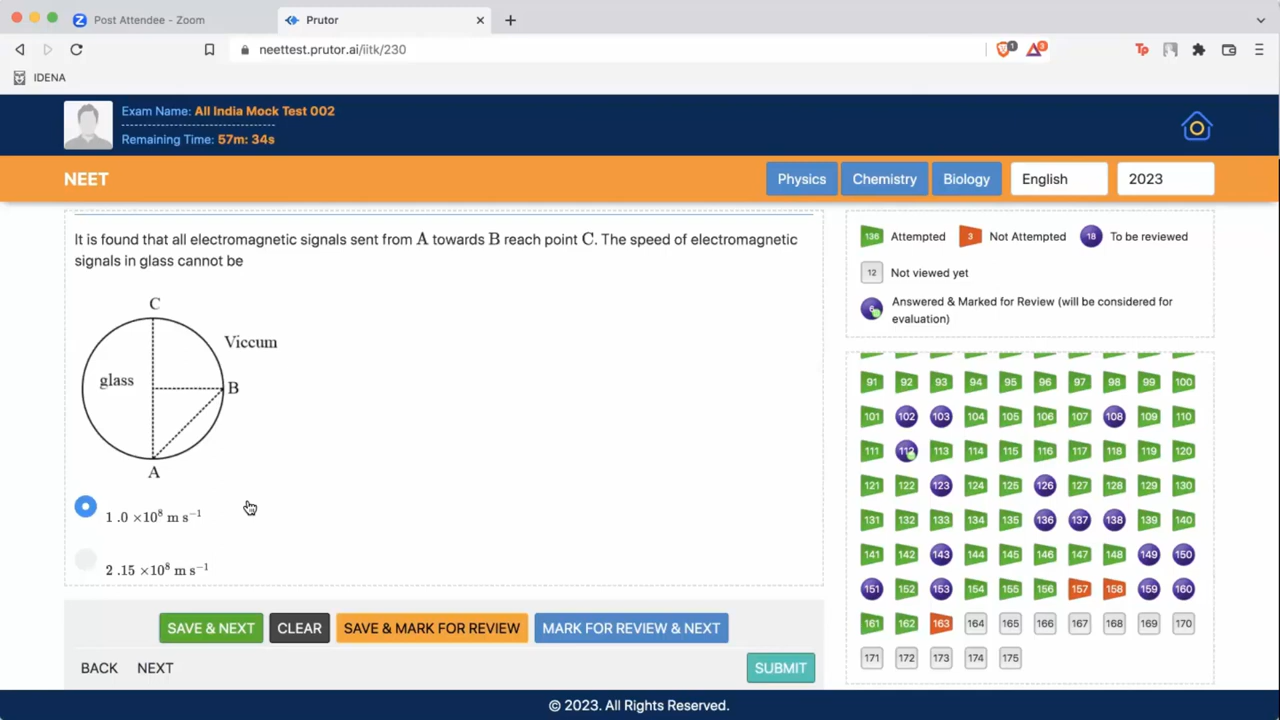 Post Attendee - Zoom
Prutor
neettest.prutor.ai/iitk/230
1
3
Tp
IDENA
Exam Name: All India Mock Test 002
Remaining Time: 57m: 34s
NEET
Physics
Chemistry
Biology
English
2023
It is found that all electromagnetic signals sent from A towards B reach point C. The speed of electromagnetic
signals in glass cannot be
C
Viccum
glass
B
A
1 .0 ×10⁸ m s⁻¹
2 .15 ×10⁸ m s⁻¹
SAVE & NEXT
CLEAR
SAVE & MARK FOR REVIEW
MARK FOR REVIEW & NEXT
BACK
NEXT
SUBMIT
136 Attempted
3 Not Attempted
18 To be reviewed
12 Not viewed yet
Answered & Marked for Review (will be considered for
evaluation)
91 92 93 94 95 96 97 98 99 100
101 102 103 104 105 106 107 108 109 110
111 112 113 114 115 116 117 118 119 120
121 122 123 124 125 126 127 128 129 130
131 132 133 134 135 136 137 138 139 140
141 142 143 144 145 146 147 148 149 150
151 152 153 154 155 156 157 158 159 160
161 162 163 164 165 166 167 168 169 170
171 172 173 174 175
© 2023. All Rights Reserved.